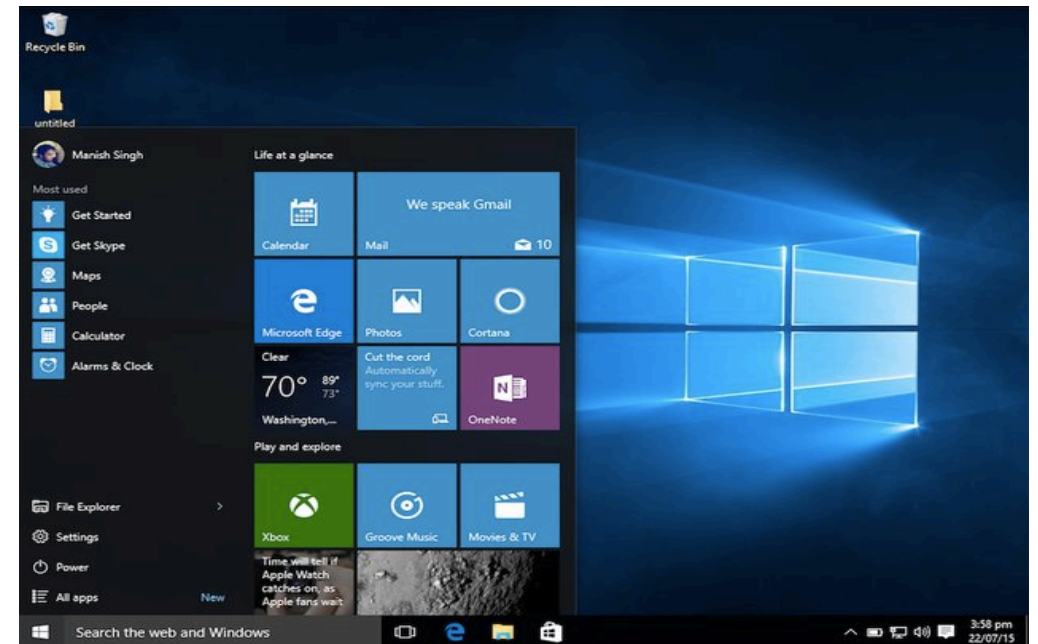 Recycle Bin
untitled
Manish Singh
Most used
Get Started
Get Skype
Maps
People
Calculator
Alarms & Clock
File Explorer
Settings
Power
All apps
New
Life at a glance
Calendar
We speak Gmail
Mail
10
Microsoft Edge
Photos
Cortana
Clear
70° 89°
73°
Washington,...
Cut the cord
Automatically
sync your stuff.
N
OneNote
Play and explore
Xbox
Groove Music
Movies & TV
Time will tell if
Apple Watch
catches on, as
Apple fans wait
Search the web and Windows
3:58 pm
22/07/15